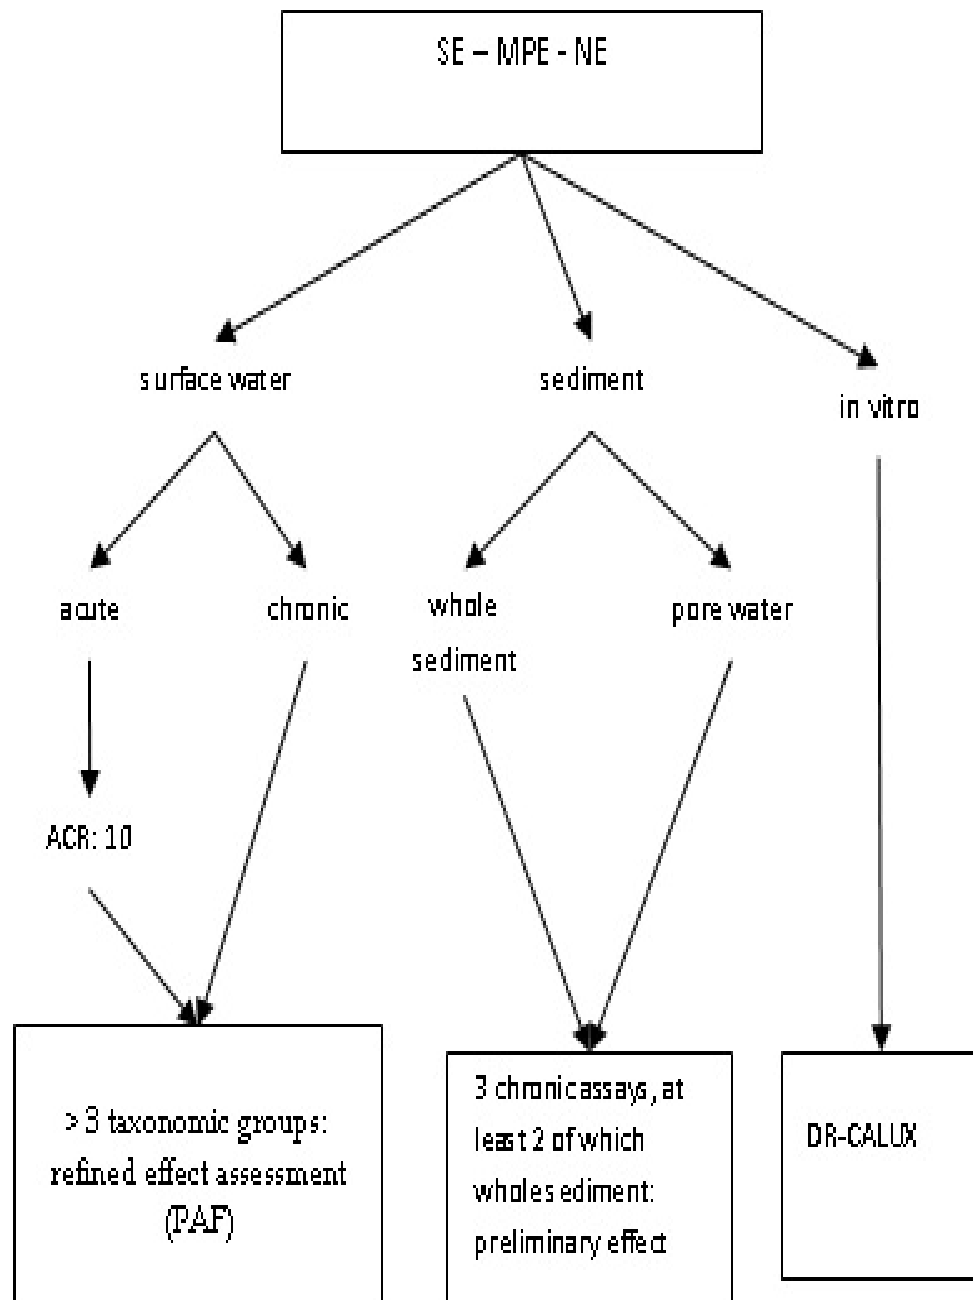 SE – MPE - NE
surface water
sediment
in vitro
acute
chronic
whole
sediment
pore water
ACR: 10
> 3 taxonomic groups:
refined effect assessment
(PAF)
3 chronic assays, at
least 2 of which
whole sediment:
preliminary effect
DR-CALUX